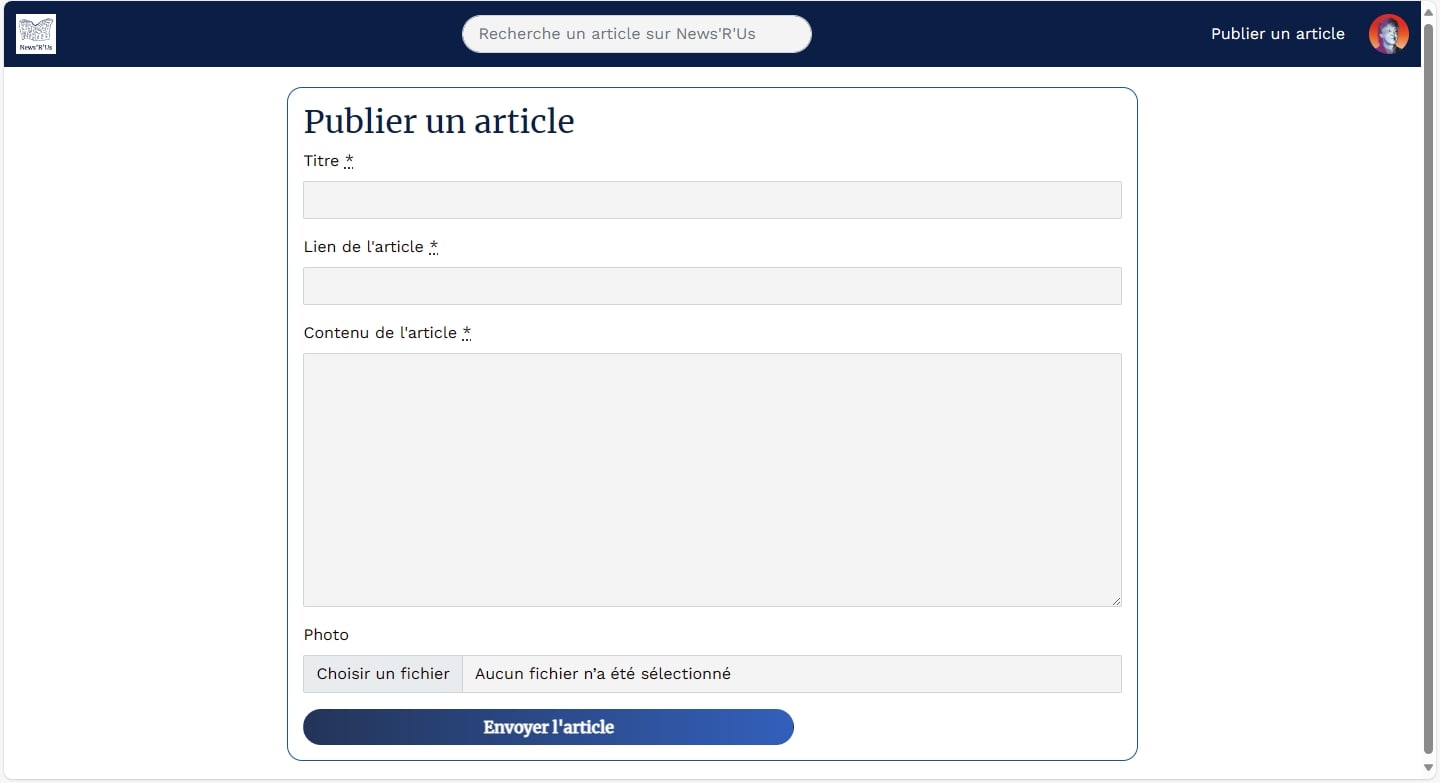 News'R'Us
Recherche un article sur News'R'Us
Publier un article
Publier un article
Titre *
Lien de l'article *
Contenu de l'article *
Photo
Choisir un fichier Aucun fichier n’a été sélectionné
Envoyer l'article